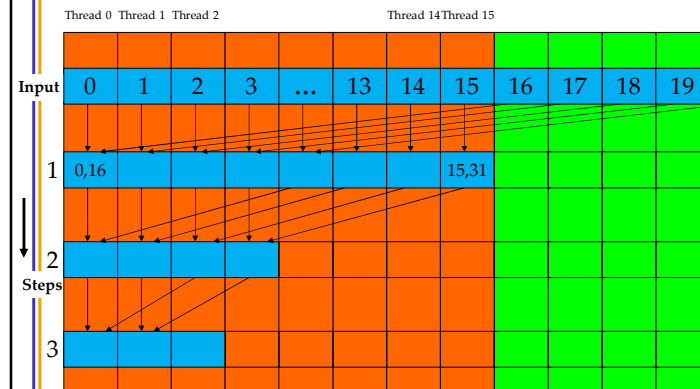 Thread 0 Thread 1 Thread 2 Thread 14 Thread 15
Input 0 1 2 3 ... 13 14 15 16 17 18 19
1 0,16 15,31
2
Steps
3